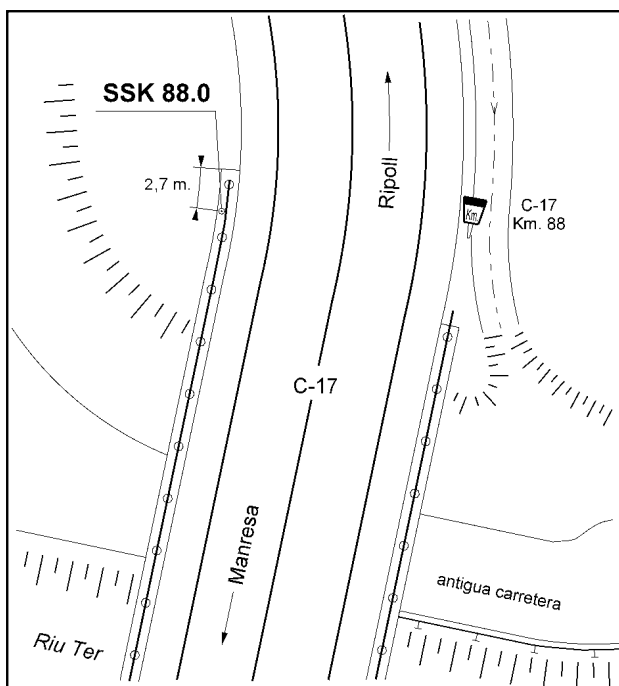 SSK 88.0
2,7 m.
Ripoll
Km.
C-17
Km. 88
C-17
Manresa
antigua carretera
Riu Ter